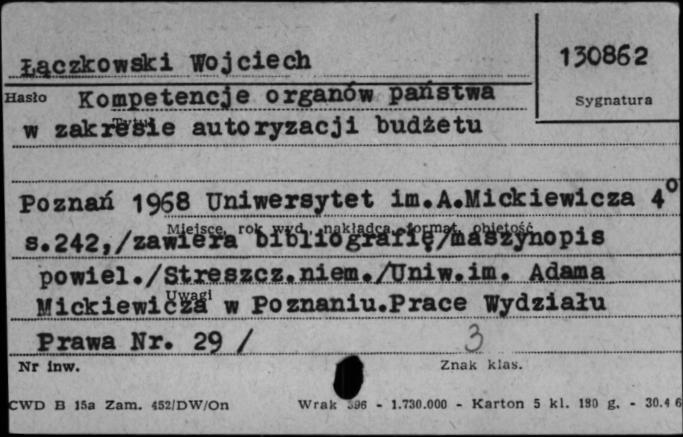 Łączkowski Wojciech
130862
Hasło Kompetencje organów państwa
Sygnatura
w zakresie autoryzacji budżetu
Tytuł
Poznań 1968 Uniwersytet im.A.Mickiewicza 4°
Miejsce, rok wyd., nakładca, format, objętość
s.242,/zawiera bibliografię/maszynopis
powiel./Streszcz.niem./Uniw.im. Adama
Uwagi
Mickiewicza w Poznaniu.Prace Wydziału
Prawa Nr. 29 / 3
Nr inw. Znak klas.
CWD B 15a Zam. 452/DW/On Wrak 396 - 1.730.000 - Karton 5 kl. 180 g. - 30.4 6